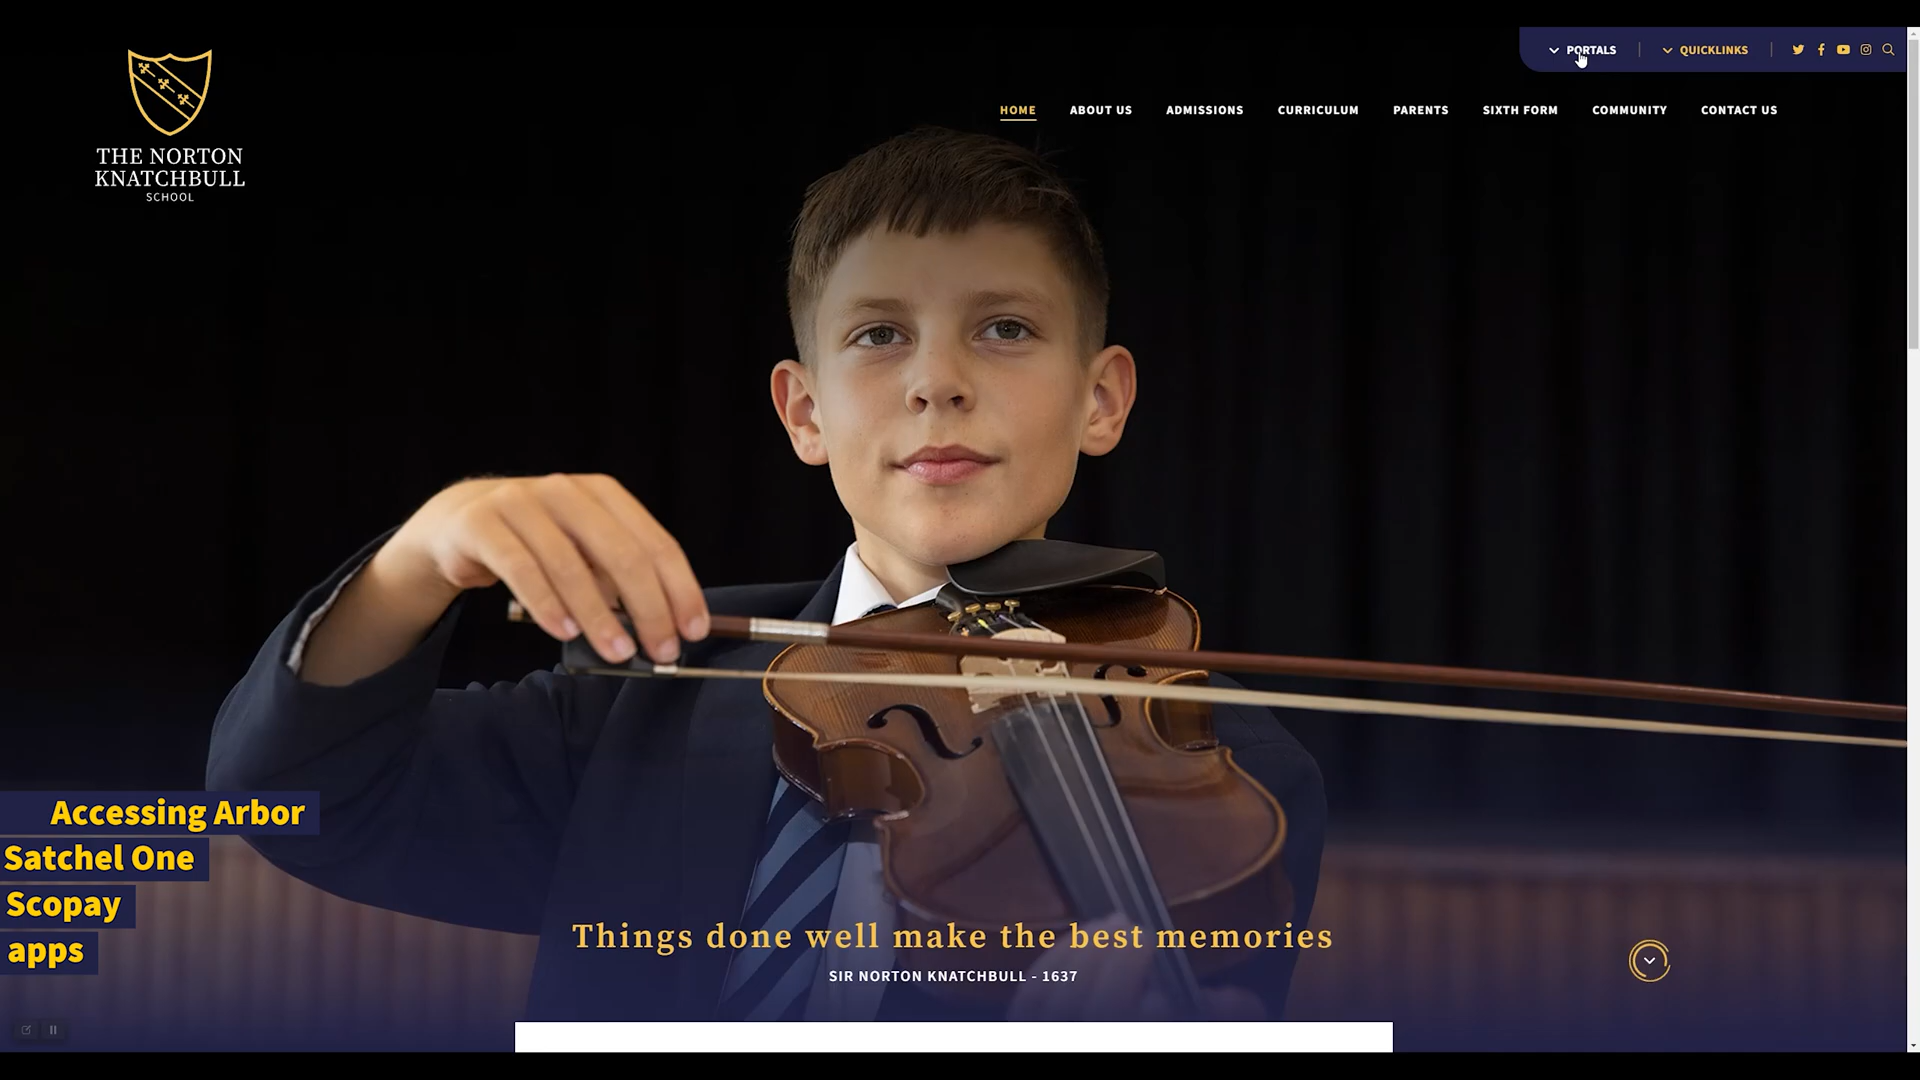 PORTALS
QUICKLINKS
THE NORTON
KNATCHBULL
SCHOOL
HOME
ABOUT US
ADMISSIONS
CURRICULUM
PARENTS
SIXTH FORM
COMMUNITY
CONTACT US
Accessing Arbor
Satchel One
Scopay
apps
Things done well make the best memories
SIR NORTON KNATCHBULL - 1637